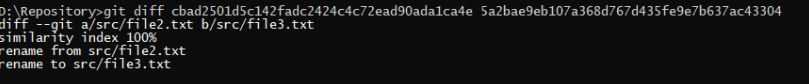 D:\Repository>git diff cbad2501d5c142fadc2424c4c72ead90ada1ca4e 5a2bae9eb107a368d767d435fe9e7b637ac43304
diff --git a/src/file2.txt b/src/file3.txt
similarity index 100%
rename from src/file2.txt
rename to src/file3.txt